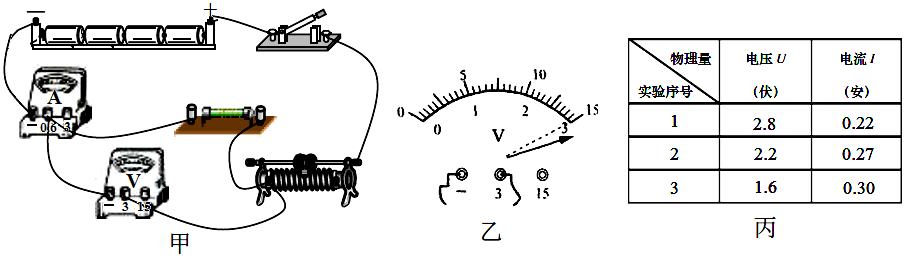 — +
A
— 0.6 3
V
— 3 15
甲
0 5 10 15
0 1 2 3
V
— 3 15
乙
物理量 电压 U 电流 I
实验序号 (伏) (安)
1 2.8 0.22
2 2.2 0.27
3 1.6 0.30
丙